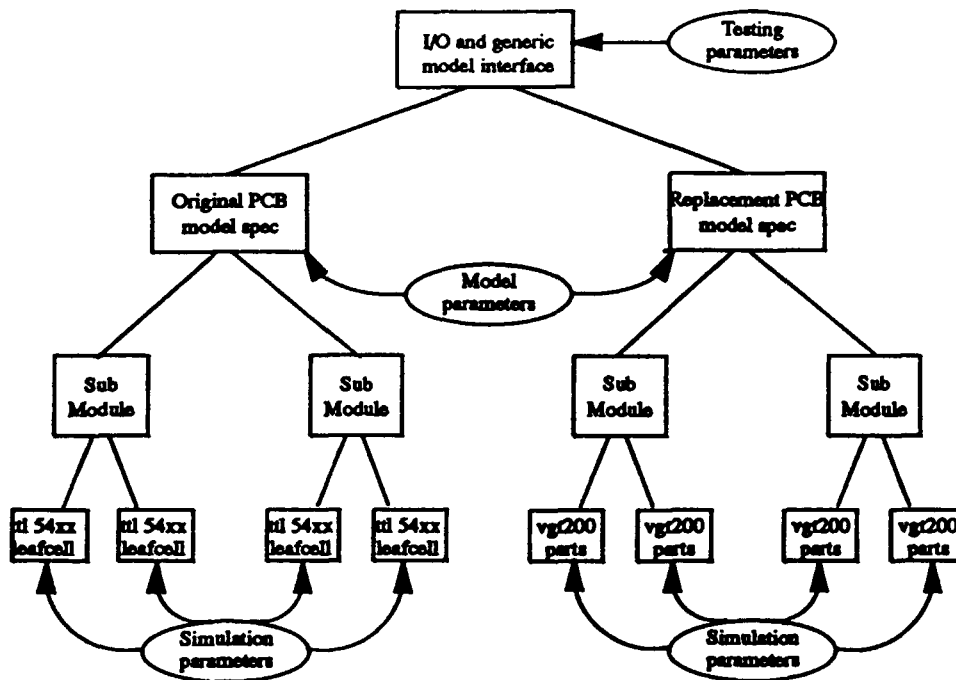 I/O and generic
model interface
Testing
parameters
Original PCB
model spec
Replacement PCB
model spec
Model
parameters
Sub
Module
Sub
Module
Sub
Module
Sub
Module
ttl 54xx
leafcell
ttl 54xx
leafcell
ttl 54xx
leafcell
ttl 54xx
leafcell
vgt200
parts
vgt200
parts
vgt200
parts
vgt200
parts
Simulation
parameters
Simulation
parameters